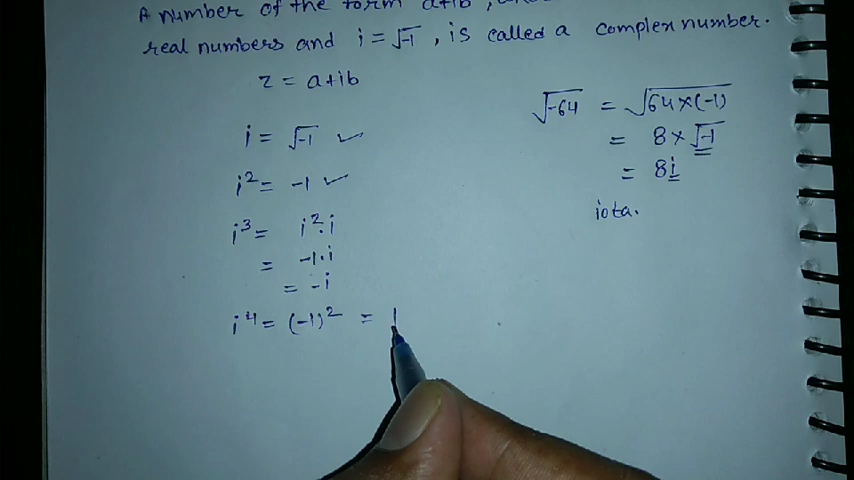 A number of the form a+ib,
real numbers and i = √-1, is called a complex number.
z = a+ib
i = √-1 ✓
i² = -1 ✓
i³ = i².i
= -1.i
= -i
i⁴ = (-1)² = 1
√-64 = √64×(-1)
= 8×√-1
= 8i
iota.